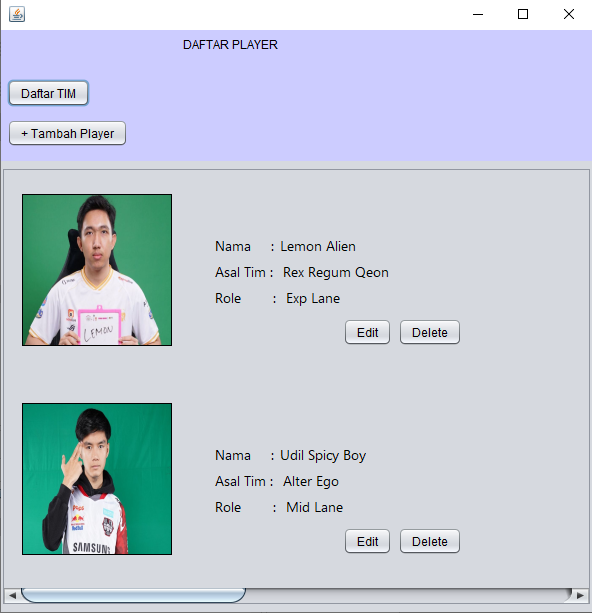 DAFTAR PLAYER
Daftar TIM
+ Tambah Player
LEMON
Nama : Lemon Alien
Asal Tim : Rex Regum Qeon
Role : Exp Lane
Edit Delete
SAMSUNG
Nama : Udil Spicy Boy
Asal Tim : Alter Ego
Role : Mid Lane
Edit Delete